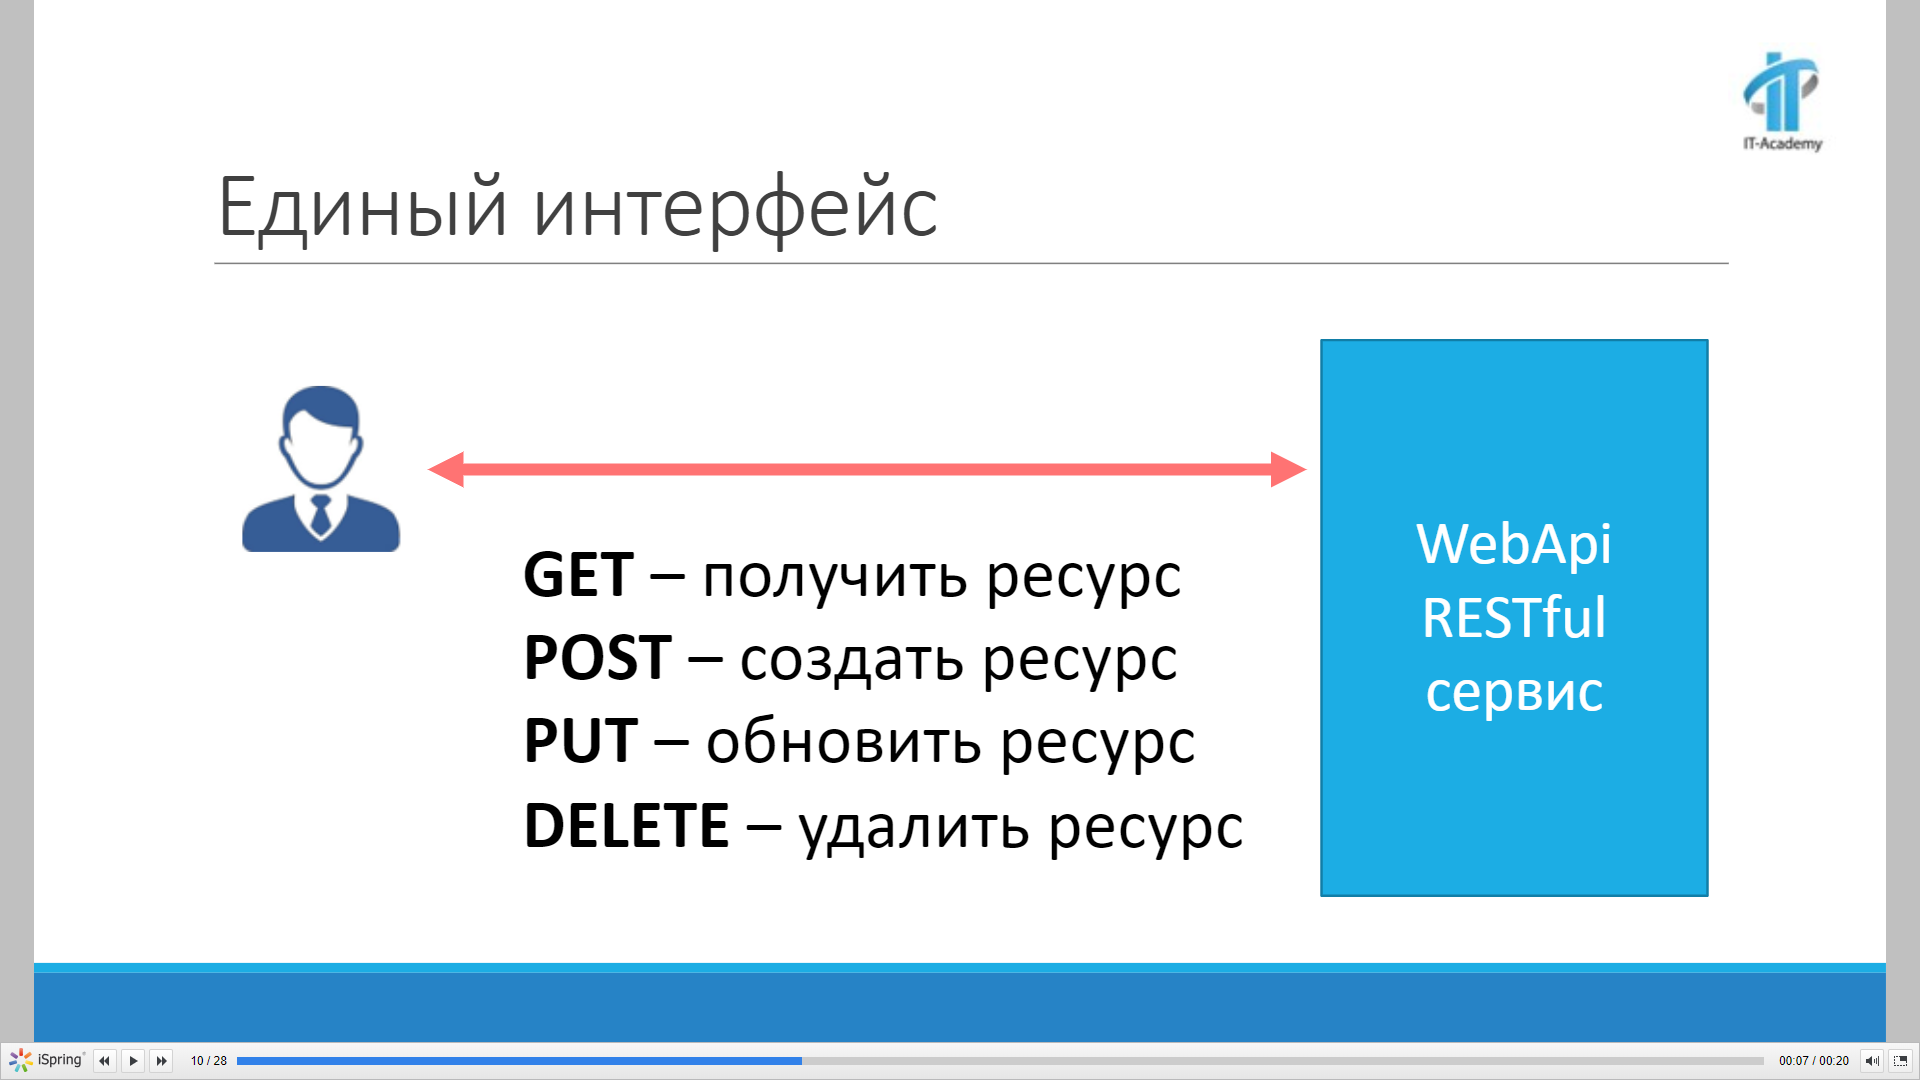 IT-Academy
Единый интерфейс
GET – получить ресурс
POST – создать ресурс
PUT – обновить ресурс
DELETE – удалить ресурс
WebApi
RESTful
сервис
iSpring
10 / 28
00:07 / 00:20